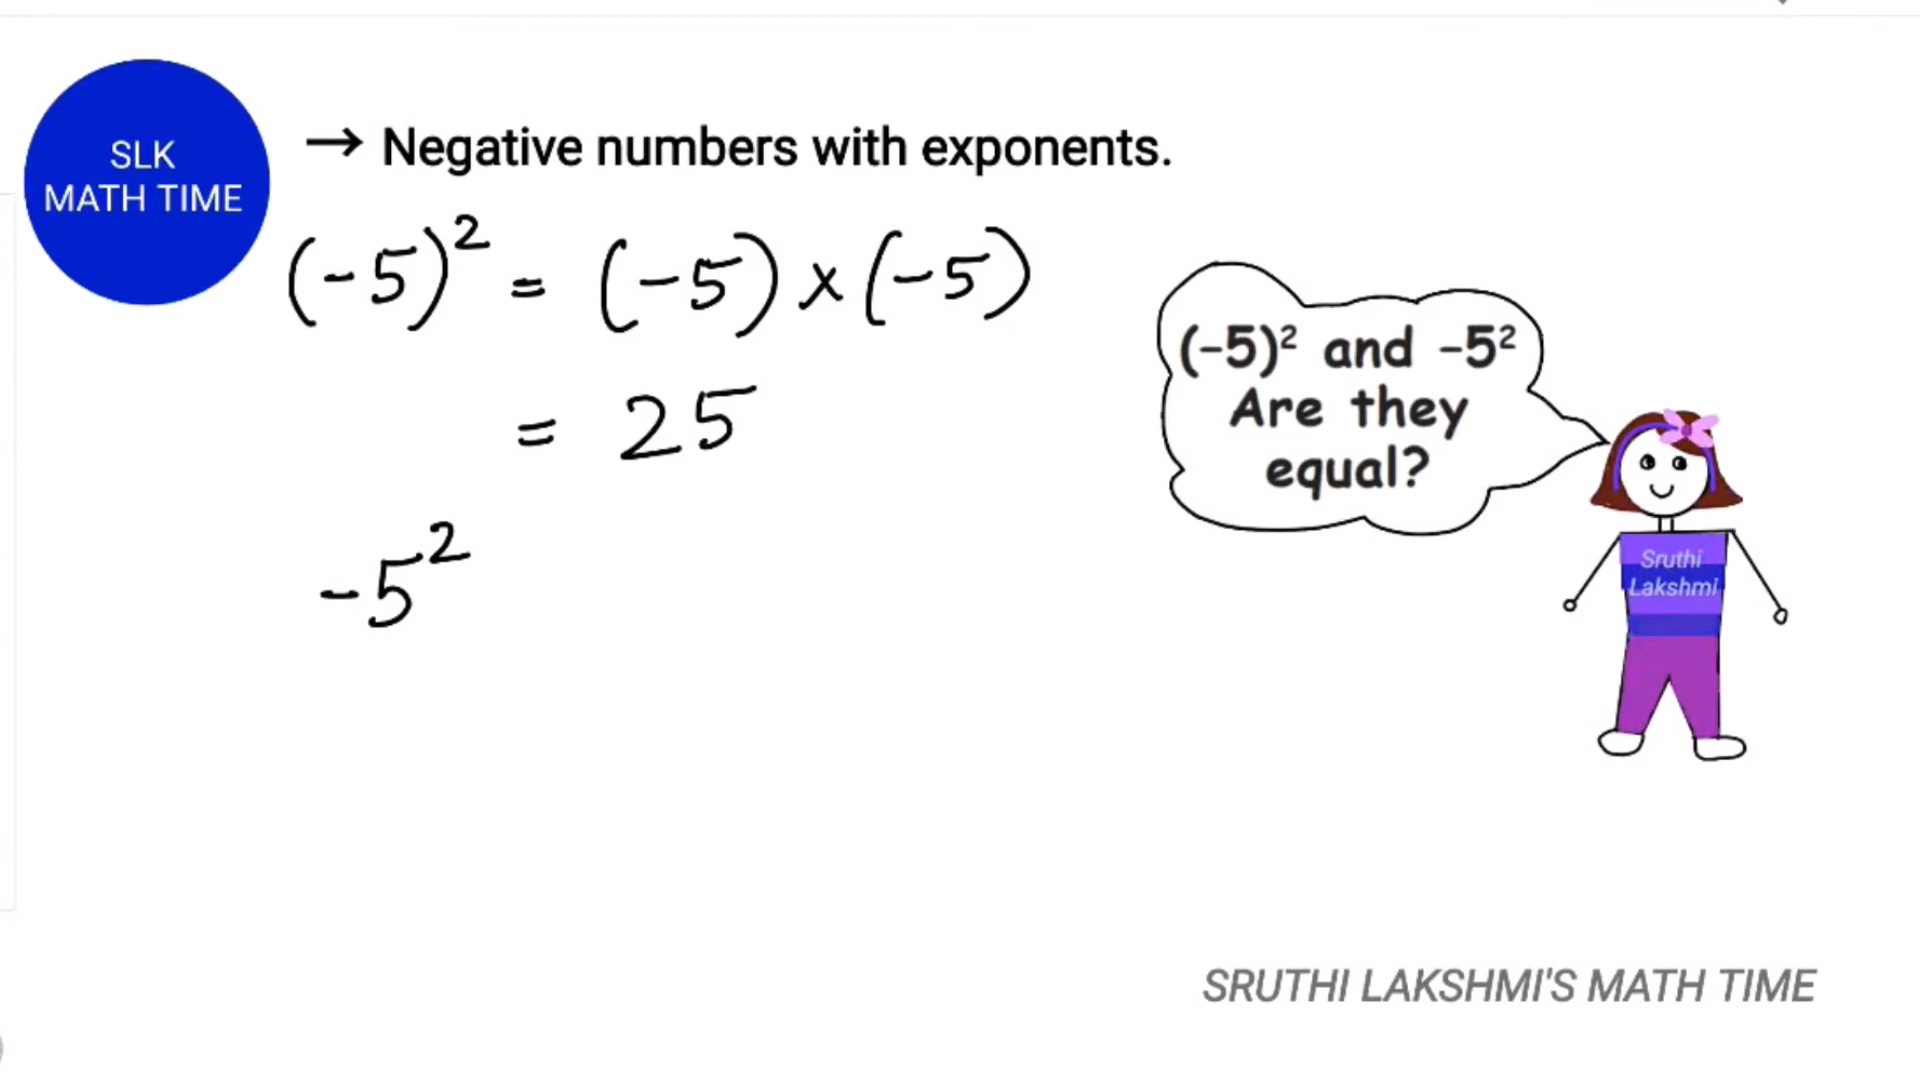 SLK
MATH TIME
→ Negative numbers with exponents.
(-5)² = (-5) × (-5)
= 25
-5²
(-5)² and -5²
Are they
equal?
Sruthi
Lakshmi
SRUTHI LAKSHMI'S MATH TIME